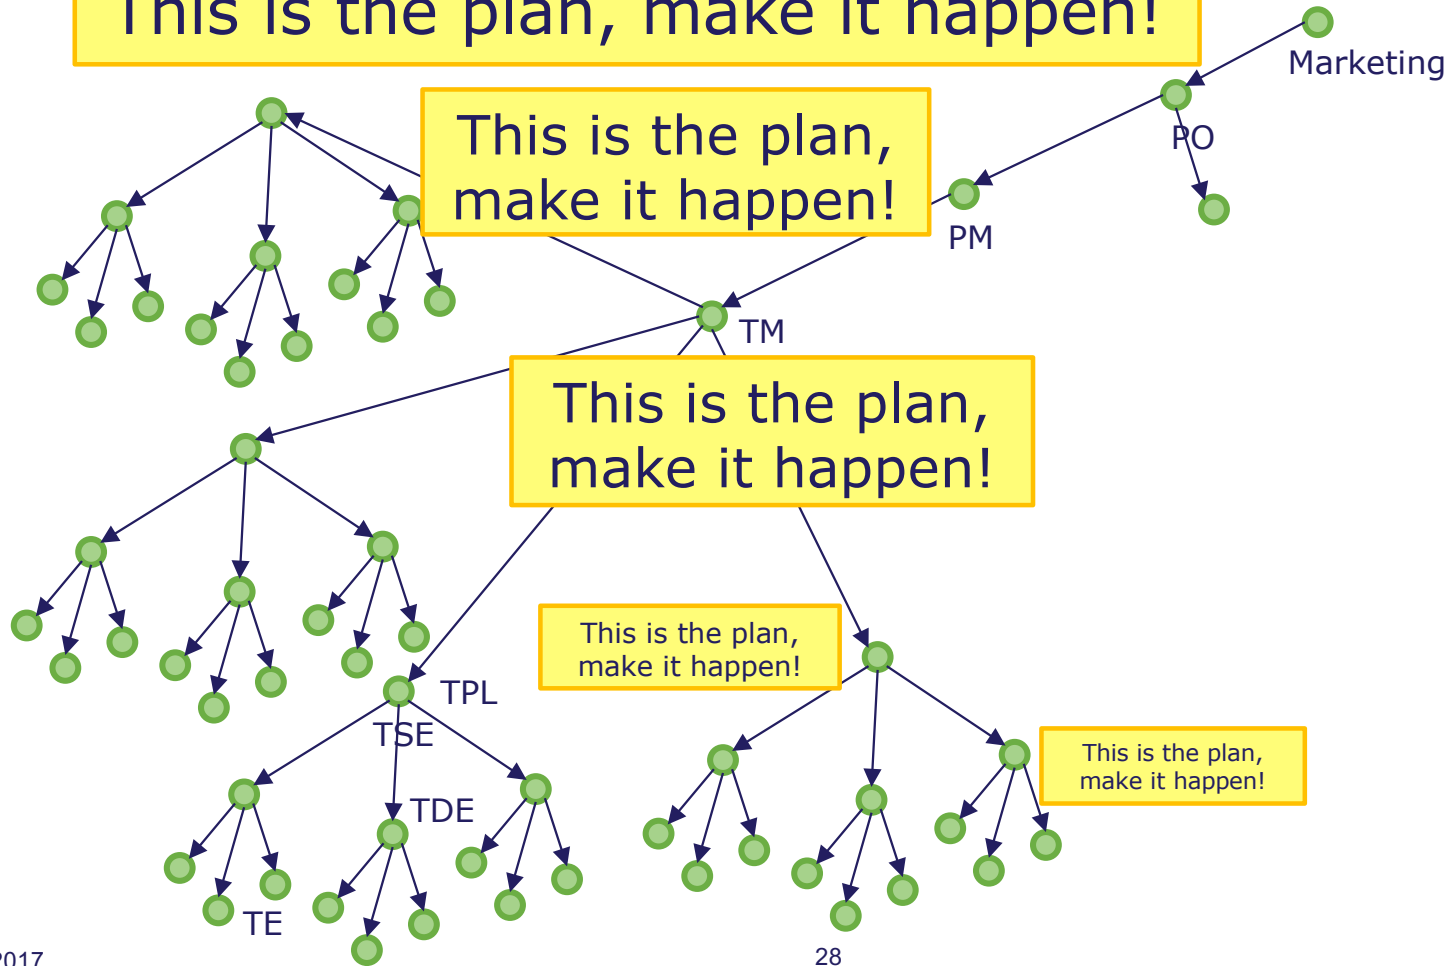 This is the plan, make it happen!
Marketing
This is the plan,
make it happen!
PO
PM
TM
This is the plan,
make it happen!
This is the plan,
make it happen!
TPL
TSE
This is the plan,
make it happen!
TDE
TE
2017
28